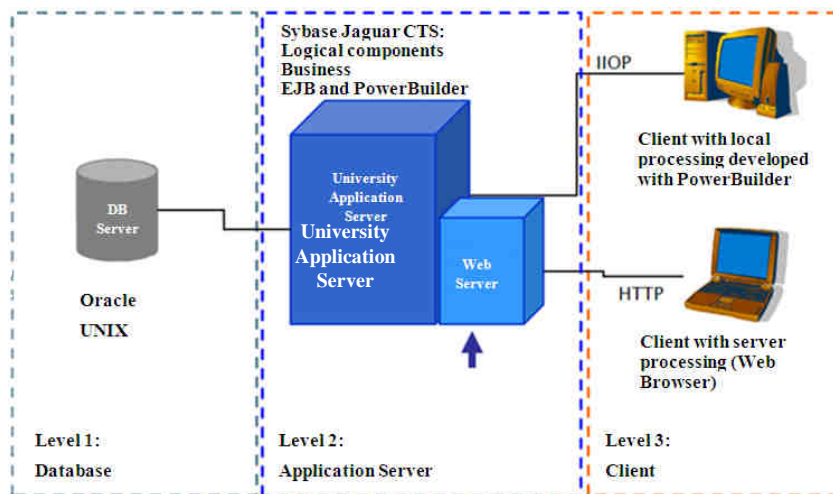 Sybase Jaguar CTS:
Logical components
Business
EJB and PowerBuilder
DB
Server
Oracle
UNIX
University
Application
Server
University
Application
Server
Web
Server
IIOP
Client with local
processing developed
with PowerBuilder
HTTP
Client with server
processing (Web
Browser)
Level 1:
Database
Level 2:
Application Server
Level 3:
Client